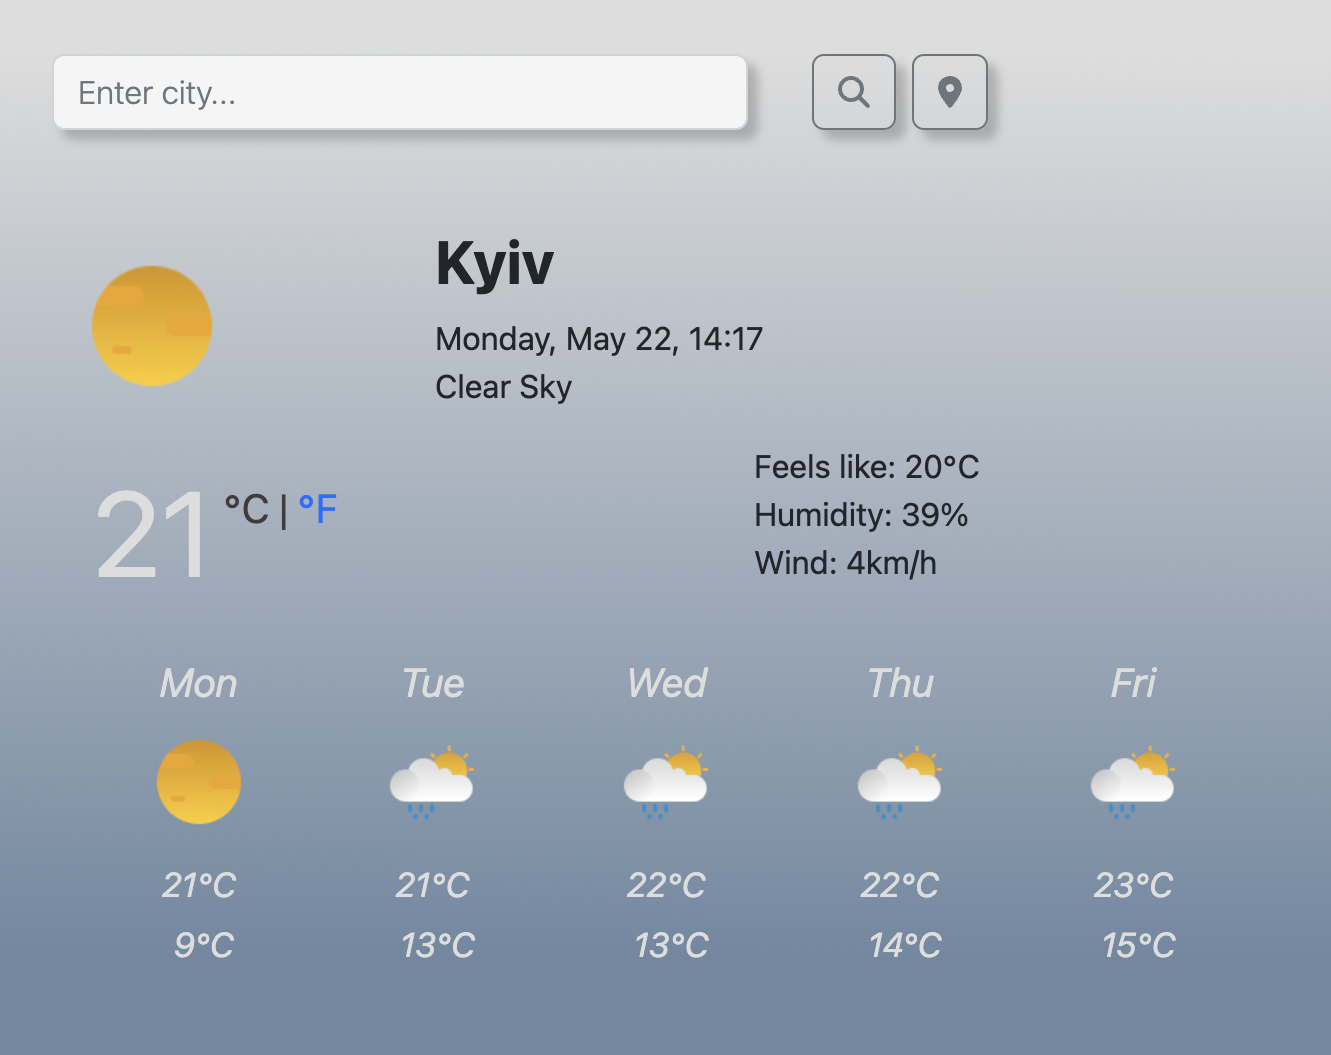 Enter city...
Kyiv
Monday, May 22, 14:17
Clear Sky
21 °C | °F
Feels like: 20°C
Humidity: 39%
Wind: 4km/h
Mon Tue Wed Thu Fri
21°C 21°C 22°C 22°C 23°C
9°C 13°C 13°C 14°C 15°C